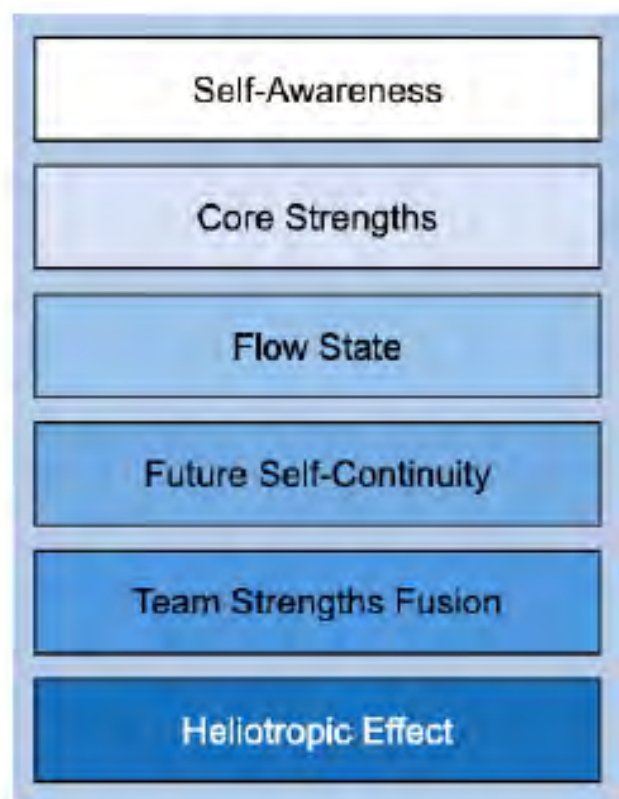 Self-Awareness
Core Strengths
Flow State
Future Self-Continuity
Team Strengths Fusion
Heliotropic Effect